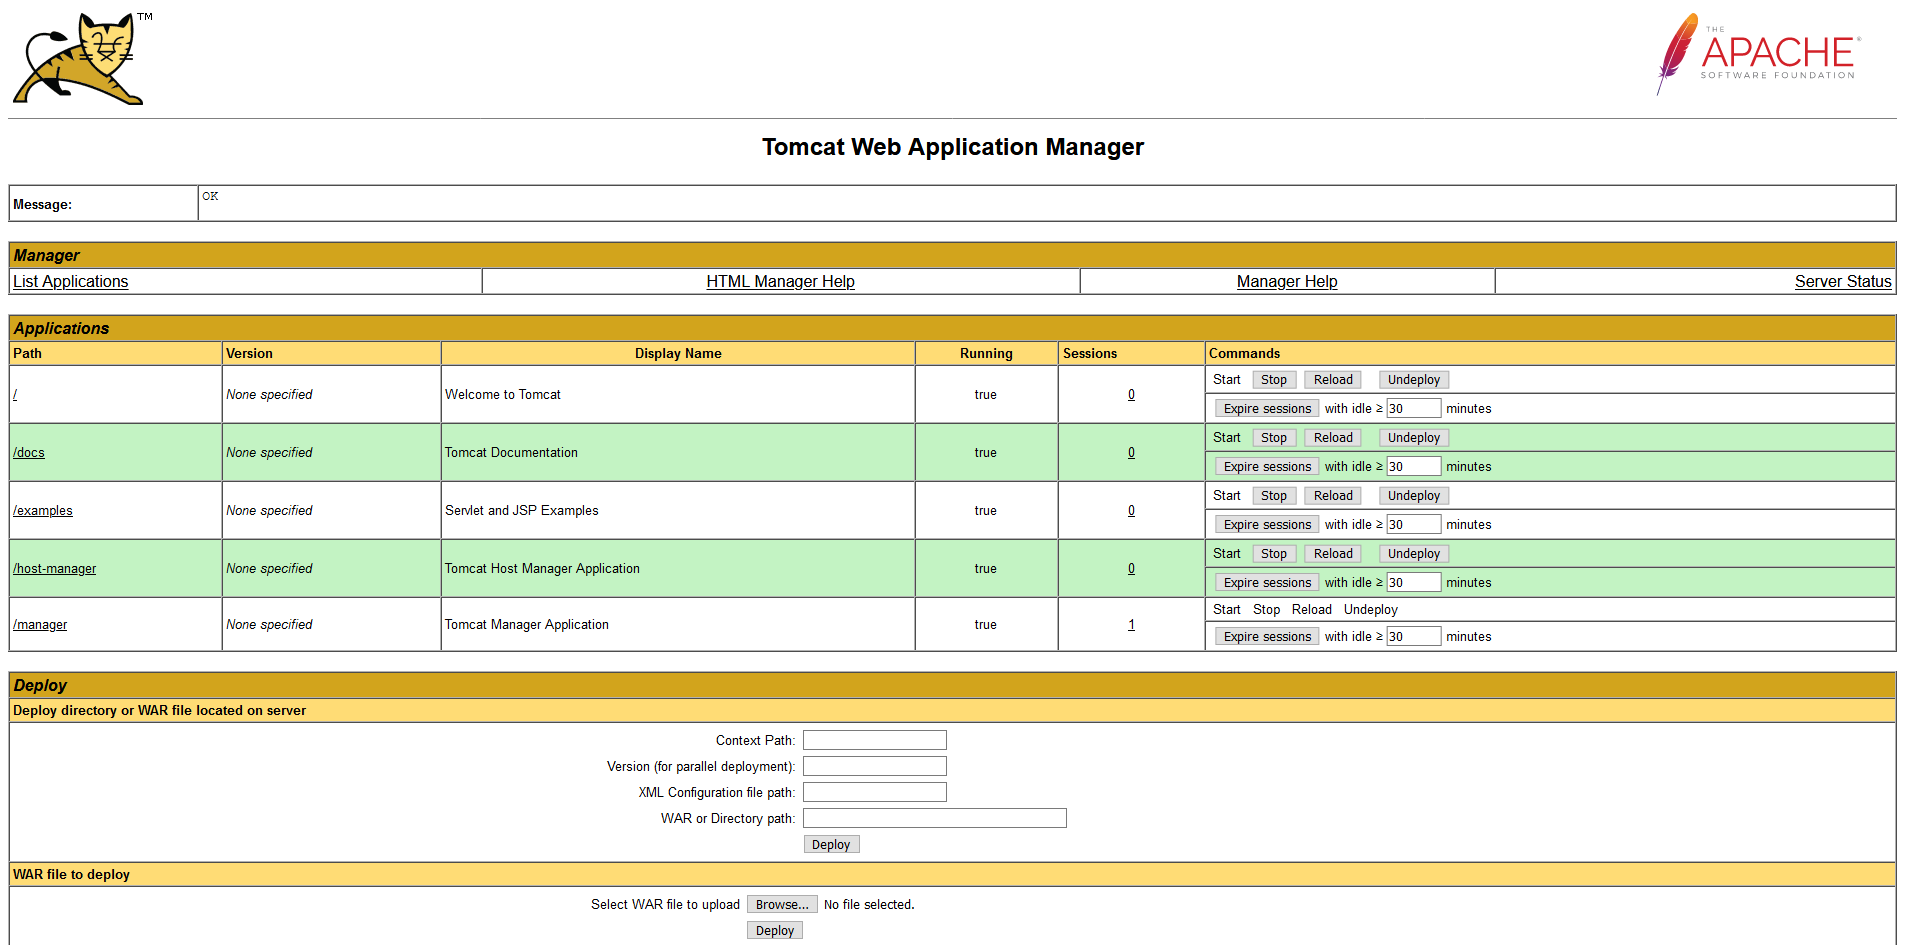 TM
THE
APACHE®
SOFTWARE FOUNDATION
Tomcat Web Application Manager
Message: OK
Manager
List Applications HTML Manager Help Manager Help Server Status
Applications
Path Version Display Name Running Sessions Commands
/ None specified Welcome to Tomcat true 0 Start Stop Reload Undeploy
Expire sessions with idle ≥ 30 minutes
/docs None specified Tomcat Documentation true 0 Start Stop Reload Undeploy
Expire sessions with idle ≥ 30 minutes
/examples None specified Servlet and JSP Examples true 0 Start Stop Reload Undeploy
Expire sessions with idle ≥ 30 minutes
/host-manager None specified Tomcat Host Manager Application true 0 Start Stop Reload Undeploy
Expire sessions with idle ≥ 30 minutes
/manager None specified Tomcat Manager Application true 1 Start Stop Reload Undeploy
Expire sessions with idle ≥ 30 minutes
Deploy
Deploy directory or WAR file located on server
Context Path:
Version (for parallel deployment):
XML Configuration file path:
WAR or Directory path:
Deploy
WAR file to deploy
Select WAR file to upload Browse... No file selected.
Deploy